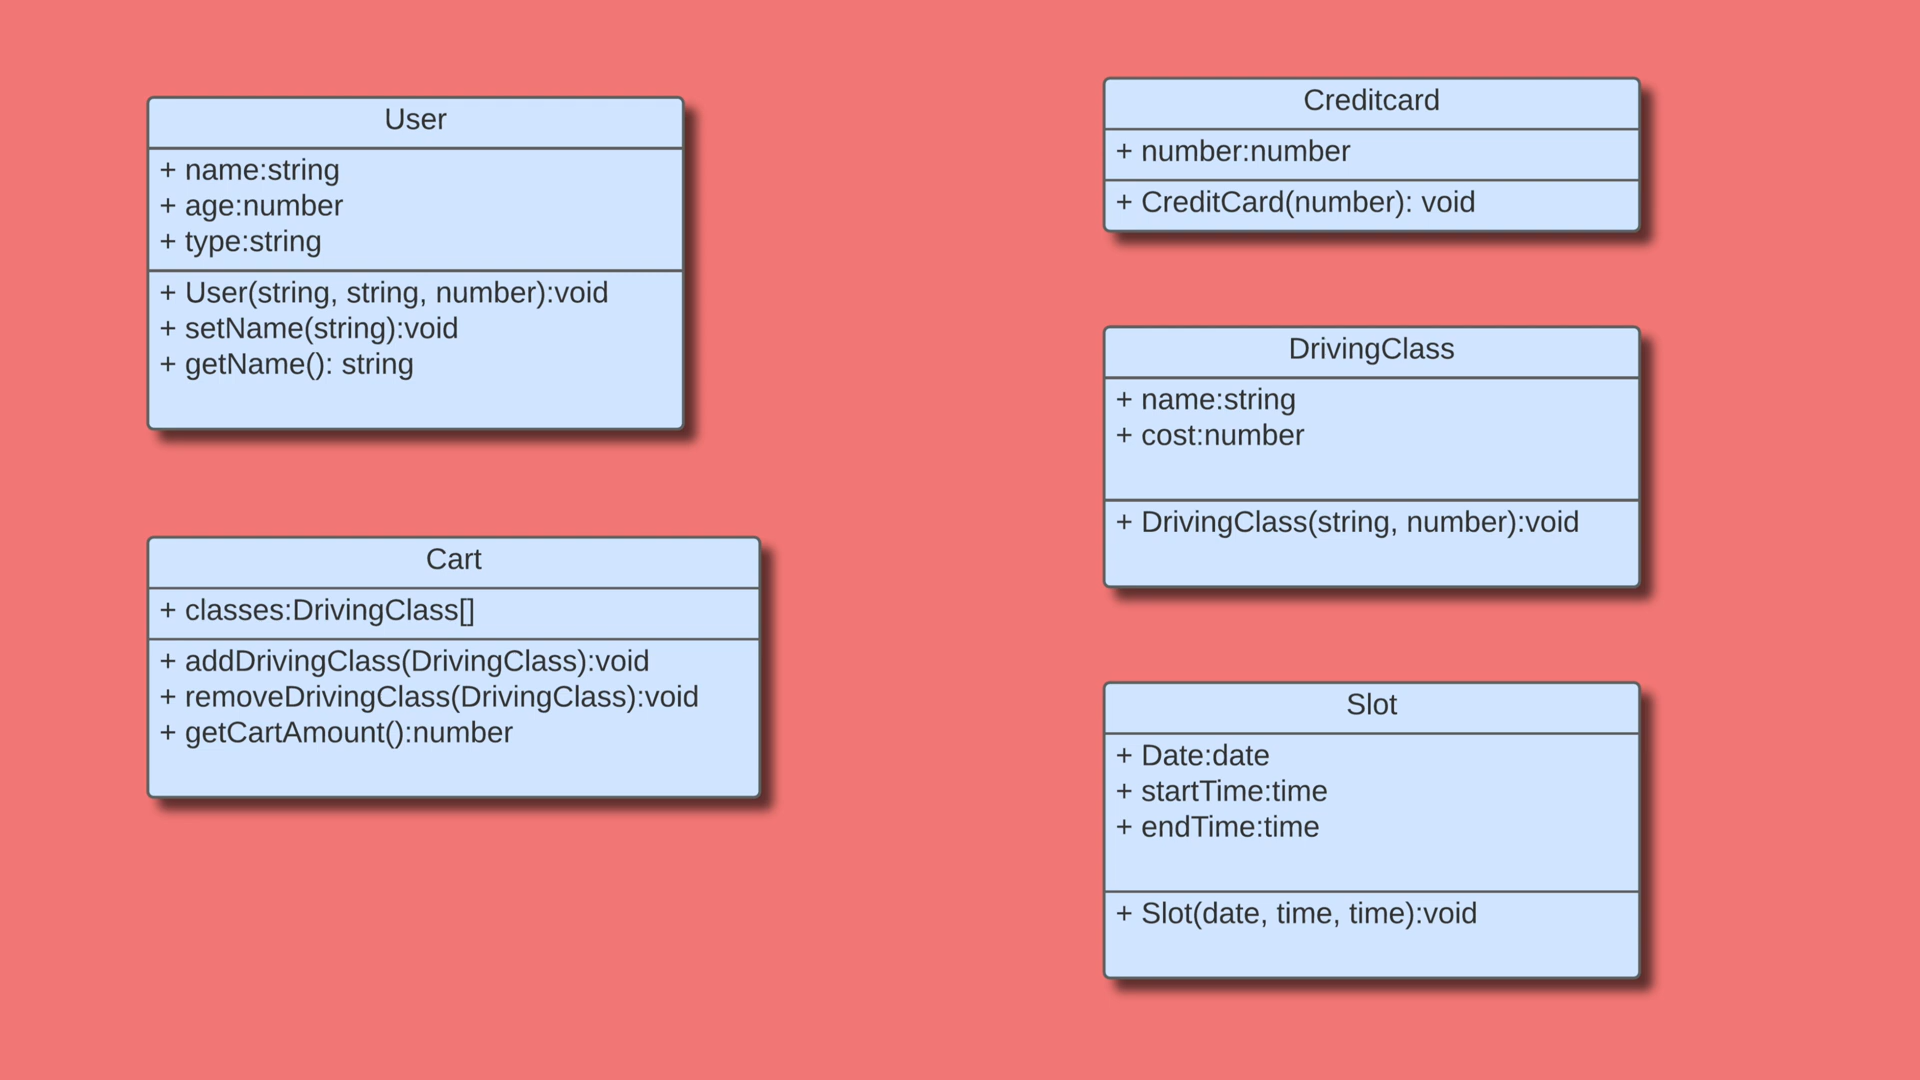 User
+ name:string
+ age:number
+ type:string
+ User(string, string, number):void
+ setName(string):void
+ getName(): string
Cart
+ classes:DrivingClass[]
+ addDrivingClass(DrivingClass):void
+ removeDrivingClass(DrivingClass):void
+ getCartAmount():number
Creditcard
+ number:number
+ CreditCard(number): void
DrivingClass
+ name:string
+ cost:number
+ DrivingClass(string, number):void
Slot
+ Date:date
+ startTime:time
+ endTime:time
+ Slot(date, time, time):void